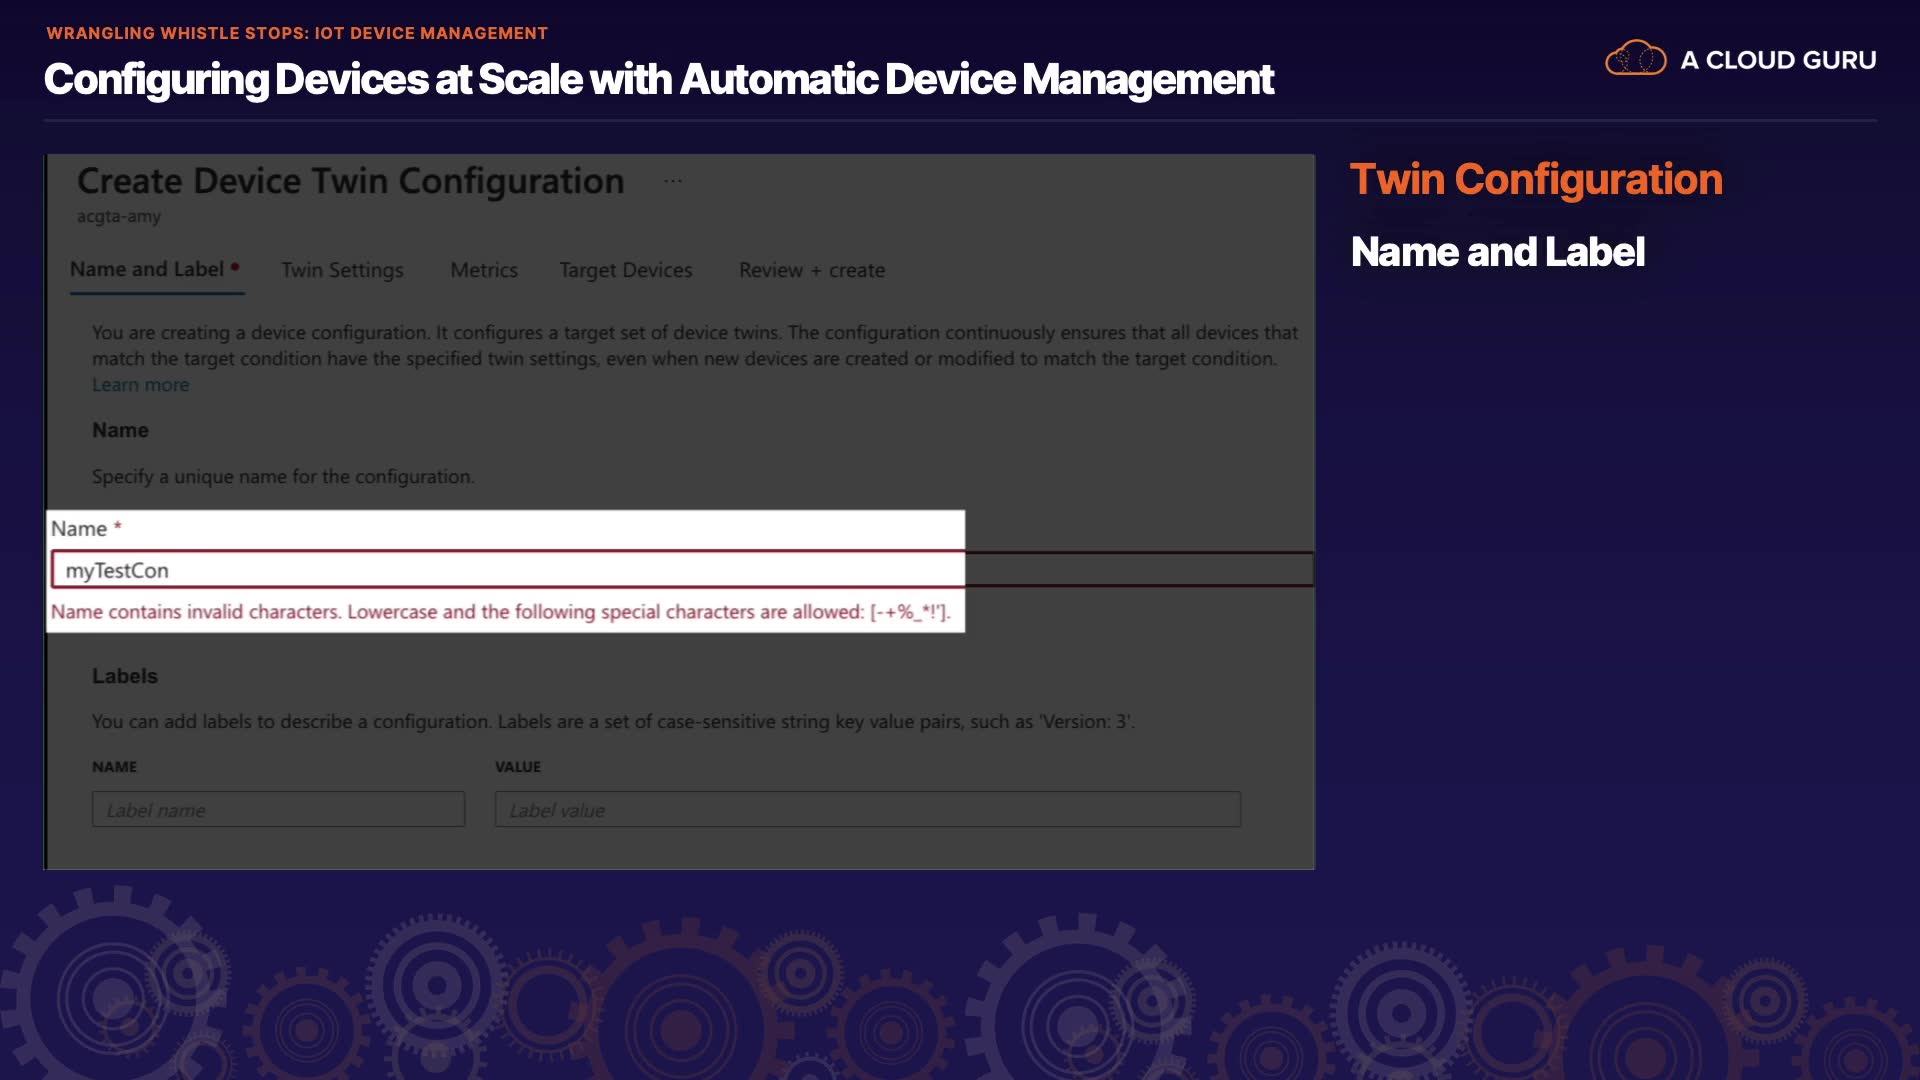 WRANGLING WHISTLE STOPS: IOT DEVICE MANAGEMENT
Configuring Devices at Scale with Automatic Device Management
A CLOUD GURU
Create Device Twin Configuration ...
acgta-amy
Name and Label • Twin Settings Metrics Target Devices Review + create
You are creating a device configuration. It configures a target set of device twins. The configuration continuously ensures that all devices that
match the target condition have the specified twin settings, even when new devices are created or modified to match the target condition.
Learn more
Name
Specify a unique name for the configuration.
Name *
myTestCon
Name contains invalid characters. Lowercase and the following special characters are allowed: [-+%_*!'].
Labels
You can add labels to describe a configuration. Labels are a set of case-sensitive string key value pairs, such as 'Version: 3'.
NAME VALUE
Label name Label value
Twin Configuration
Name and Label